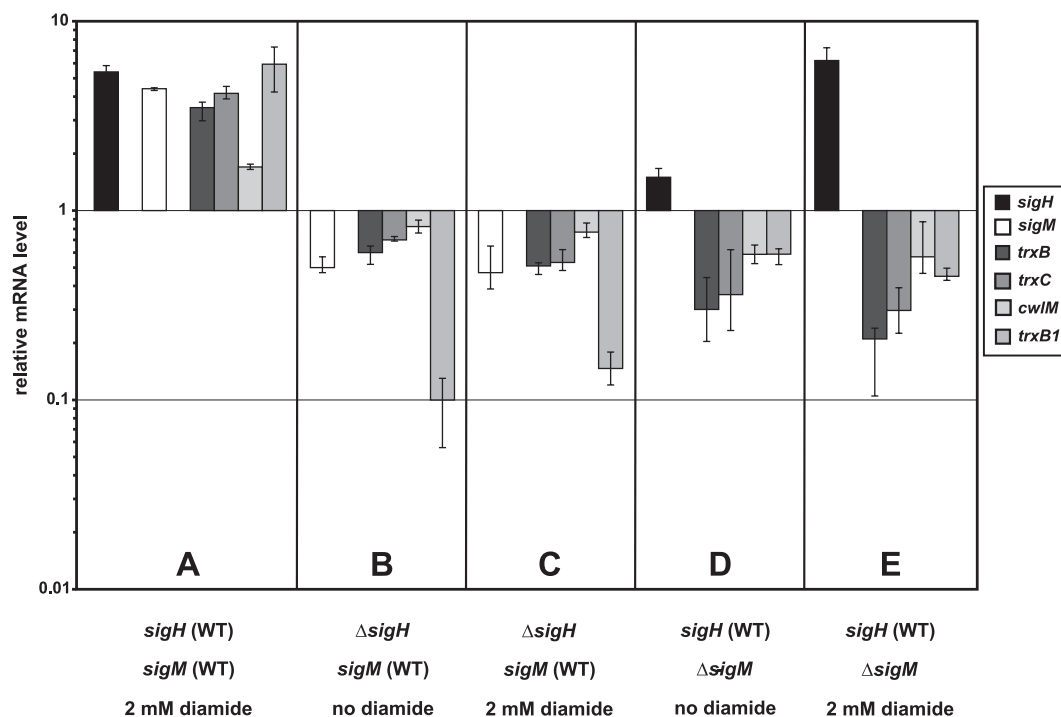 10
1
0.1
0.01
relative mRNA level
A
B
C
D
E
sigH
sigM
trxB
trxC
cwlM
trxB1
sigH (WT)
ΔsigH
ΔsigH
sigH (WT)
sigH (WT)
sigM (WT)
sigM (WT)
sigM (WT)
ΔsigM
ΔsigM
2 mM diamide
no diamide
2 mM diamide
no diamide
2 mM diamide